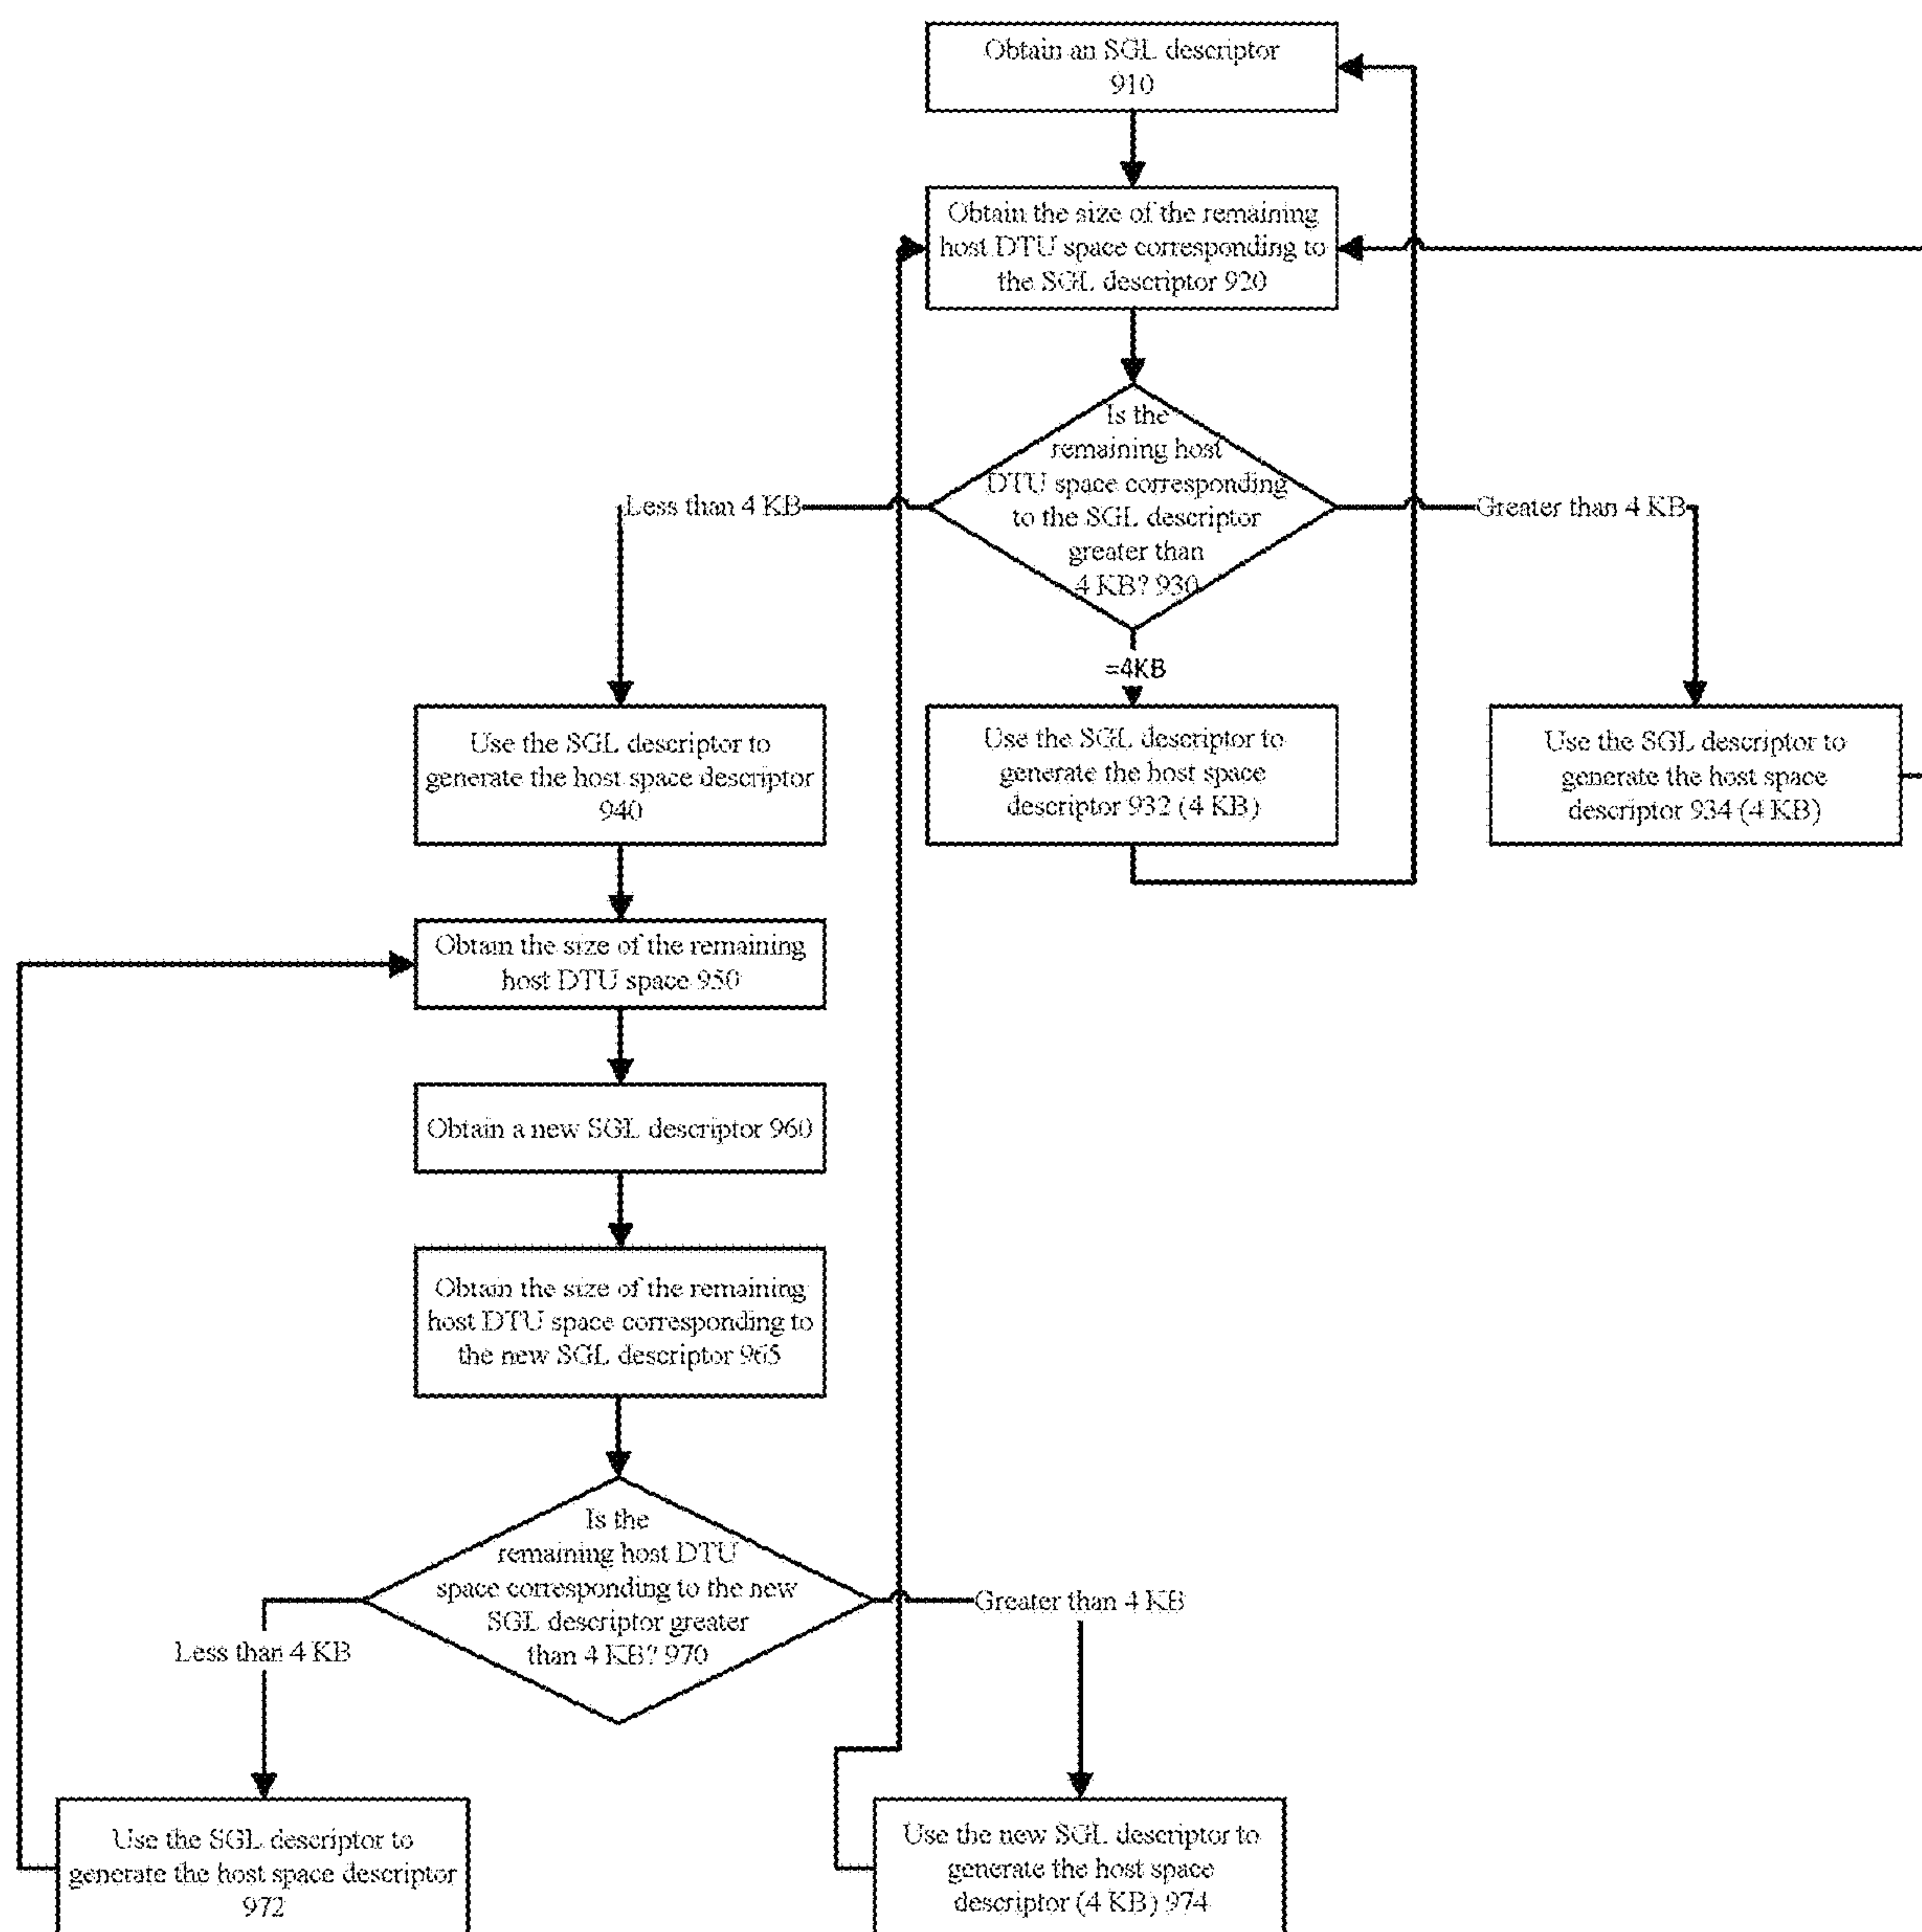 Obtain an SGL descriptor
910
Obtain the size of the remaining
host DTU space corresponding to
the SGL descriptor 920
Is the
remaining host
DTU space corresponding
to the SGL descriptor
greater than
4 KB? 930
Less than 4 KB
Greater than 4 KB
=4KB
Use the SGL descriptor to
generate the host space descriptor
940
Use the SGL descriptor to
generate the host space
descriptor 932 (4 KB)
Use the SGL descriptor to
generate the host space
descriptor 934 (4 KB)
Obtain the size of the remaining
host DTU space 950
Obtain a new SGL descriptor 960
Obtain the size of the remaining
host DTU space corresponding to
the new SGL descriptor 965
Is the
remaining host DTU
space corresponding to the new
SGL descriptor greater
than 4 KB? 970
Less than 4 KB
Greater than 4 KB
Use the SGL descriptor to
generate the host space descriptor
972
Use the new SGL descriptor to
generate the host space
descriptor (4 KB) 974